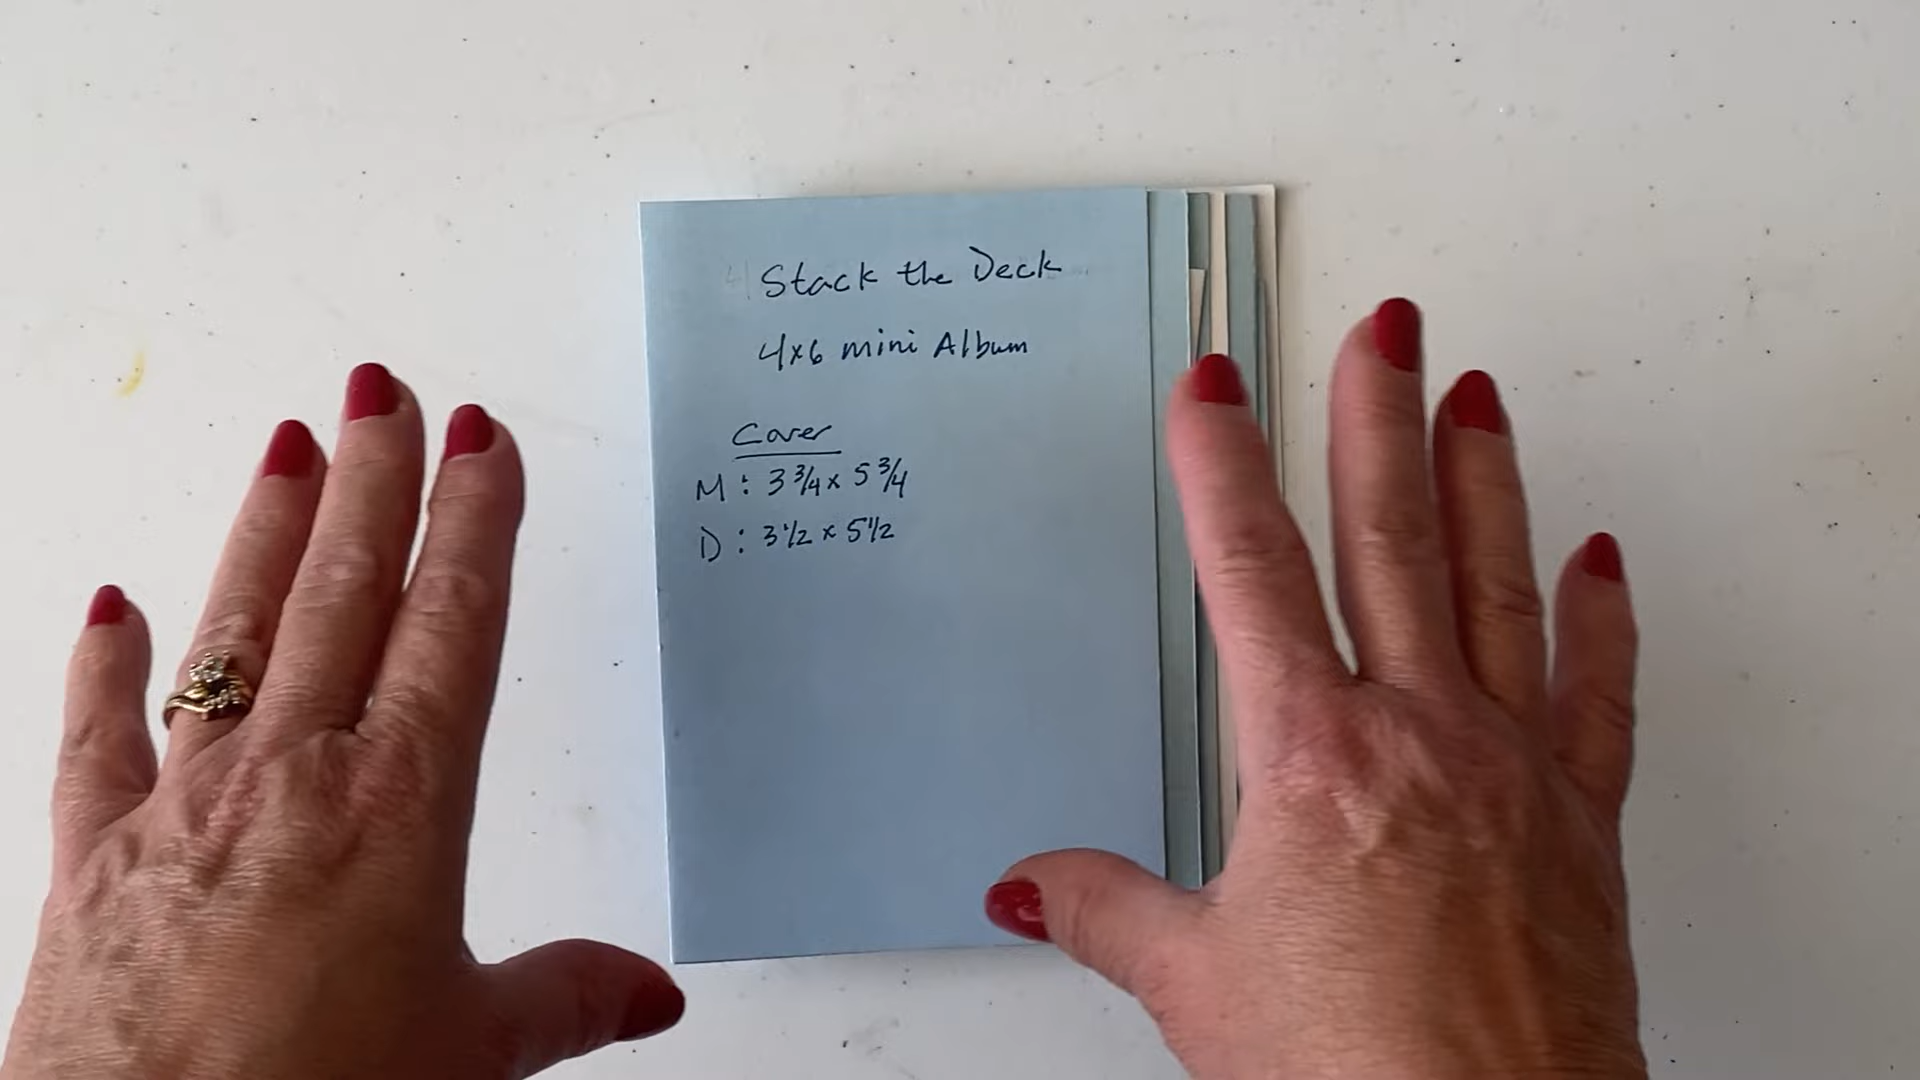 Stack the Deck
4x6 mini Album
Cover
M: 3 3/4 x 5 3/4
D: 3 1/2 x 5 1/2